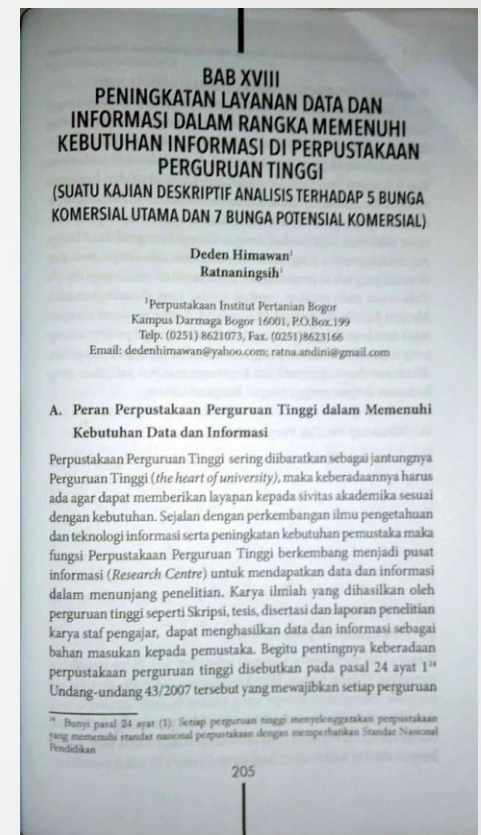 BAB XVIII
PENINGKATAN LAYANAN DATA DAN
INFORMASI DALAM RANGKA MEMENUHI
KEBUTUHAN INFORMASI DI PERPUSTAKAAN
PERGURUAN TINGGI
(SUATU KAJIAN DESKRIPTIF ANALISIS TERHADAP 5 BUNGA
KOMERSIAL UTAMA DAN 7 BUNGA POTENSIAL KOMERSIAL)
Deden Himawan¹
Ratnaningsih¹
¹Perpustakaan Institut Pertanian Bogor
Kampus Darmaga Bogor 16001, P.O.Box.199
Telp. (0251) 8621073, Fax. (0251)8623166
Email: dedenhimawan@yahoo.com; ratna.andini@gmail.com
A. Peran Perpustakaan Perguruan Tinggi dalam Memenuhi
Kebutuhan Data dan Informasi
Perpustakaan Perguruan Tinggi sering diibaratkan sebagai jantungnya
Perguruan Tinggi (the heart of university), maka keberadaannya harus
ada agar dapat memberikan layanan kepada sivitas akademika sesuai
dengan kebutuhan. Sejalan dengan perkembangan ilmu pengetahuan
dan teknologi informasi serta peningkatan kebutuhan pemustaka maka
fungsi Perpustakaan Perguruan Tinggi berkembang menjadi pusat
informasi (Research Centre) untuk mendapatkan data dan informasi
dalam menunjang penelitian. Karya ilmiah yang dihasilkan oleh
perguruan tinggi seperti Skripsi, tesis, disertasi dan laporan penelitian
karya staf pengajar, dapat menghasilkan data dan informasi sebagai
bahan masukan kepada pemustaka. Begitu pentingnya keberadaan
perpustakaan perguruan tinggi disebutkan pada pasal 24 ayat 1¹⁴
Undang-undang 43/2007 tersebut yang mewajibkan setiap perguruan
¹⁴ Bunyi pasal 24 ayat (1): Setiap perguruan tinggi menyelenggarakan perpustakaan
yang memenuhi standar nasional perpustakaan dengan memperhatikan Standar Nasional
Pendidikan
205